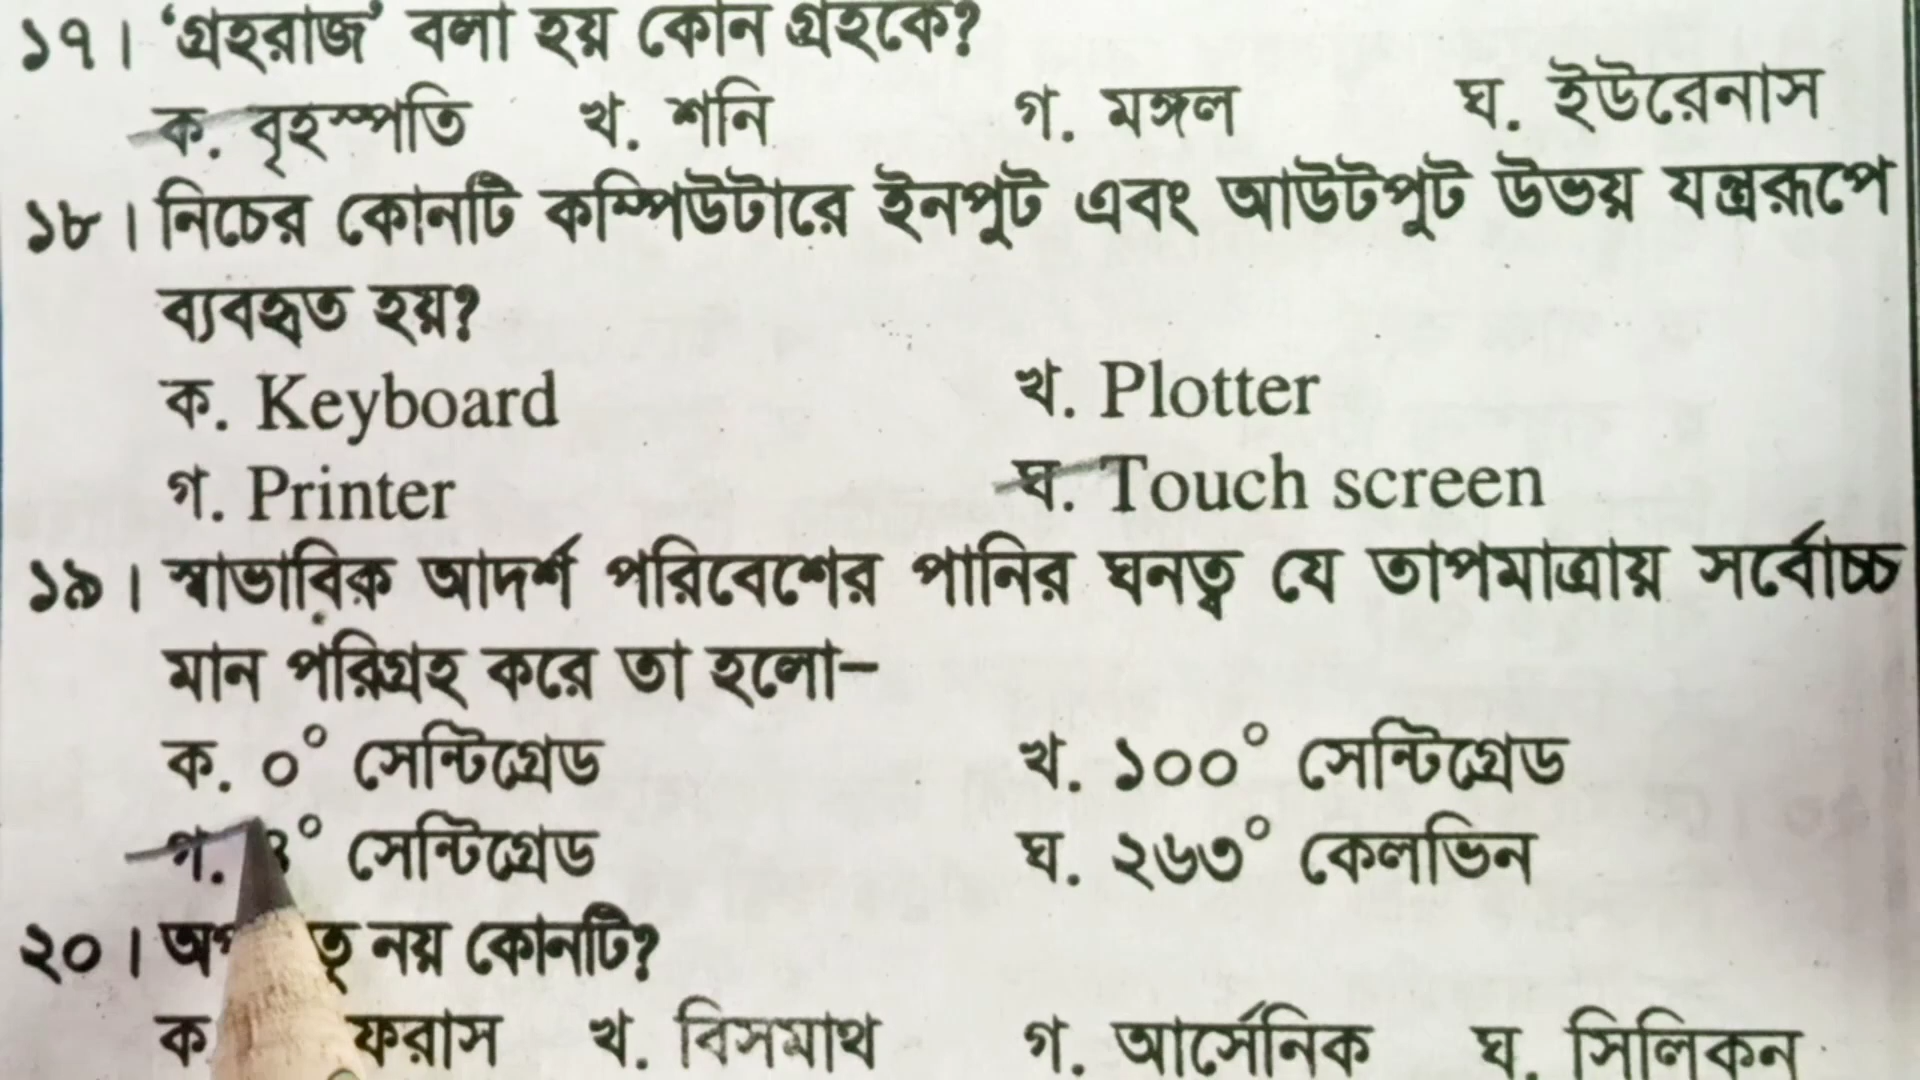 ১৭। ‘গ্রহরাজ’ বলা হয় কোন গ্রহকে?
ক. বৃহস্পতি খ. শনি গ. মঙ্গল ঘ. ইউরেনাস
১৮। নিচের কোনটি কম্পিউটারে ইনপুট এবং আউটপুট উভয় যন্ত্ররূপে
ব্যবহৃত হয়?
ক. Keyboard খ. Plotter
গ. Printer ঘ. Touch screen
১৯। স্বাভাবিক আদর্শ পরিবেশের পানির ঘনত্ব যে তাপমাত্রায় সর্বোচ্চ
মান পরিগ্রহ করে তা হলো–
ক. ০° সেন্টিগ্রেড খ. ১০০° সেন্টিগ্রেড
গ. ৪° সেন্টিগ্রেড ঘ. ২৬৩° কেলভিন
২০। নয় কোনটি?
ক খ. বিসমাথ গ. আর্সেনিক ঘ. সিলিকন